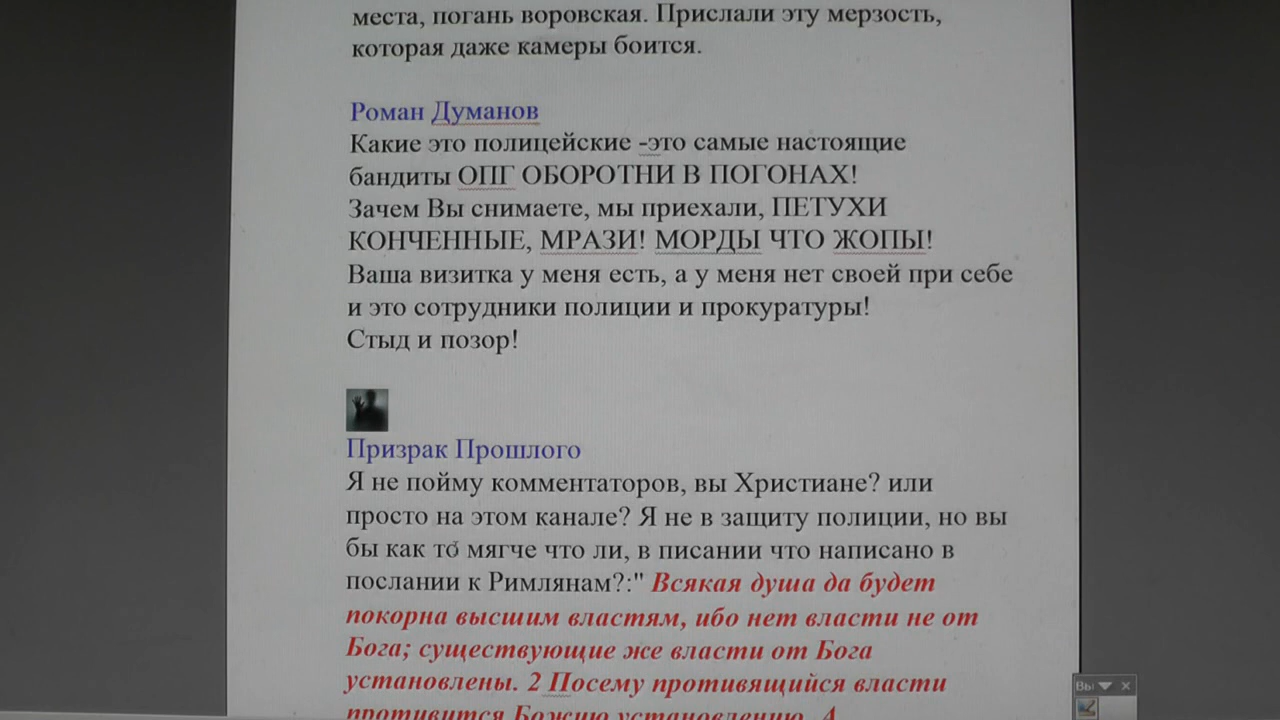 места, погань воровская. Прислали эту мерзость,
которая даже камеры боится.
Роман Думанов
Какие это полицейские -это самые настоящие
бандиты ОПГ ОБОРОТНИ В ПОГОНАХ!
Зачем Вы снимаете, мы приехали, ПЕТУХИ
КОНЧЕННЫЕ, МРАЗИ! МОРДЫ ЧТО ЖОПЫ!
Ваша визитка у меня есть, а у меня нет своей при себе
и это сотрудники полиции и прокуратуры!
Стыд и позор!
Призрак Прошлого
Я не пойму комментаторов, вы Христиане? или
просто на этом канале? Я не в защиту полиции, но вы
бы как то мягче что ли, в писании что написано в
послании к Римлянам?:" Всякая душа да будет
покорна высшим властям, ибо нет власти не от
Бога; существующие же власти от Бога
установлены. 2 Посему противящийся власти
противится Божию установлению. А
Вы